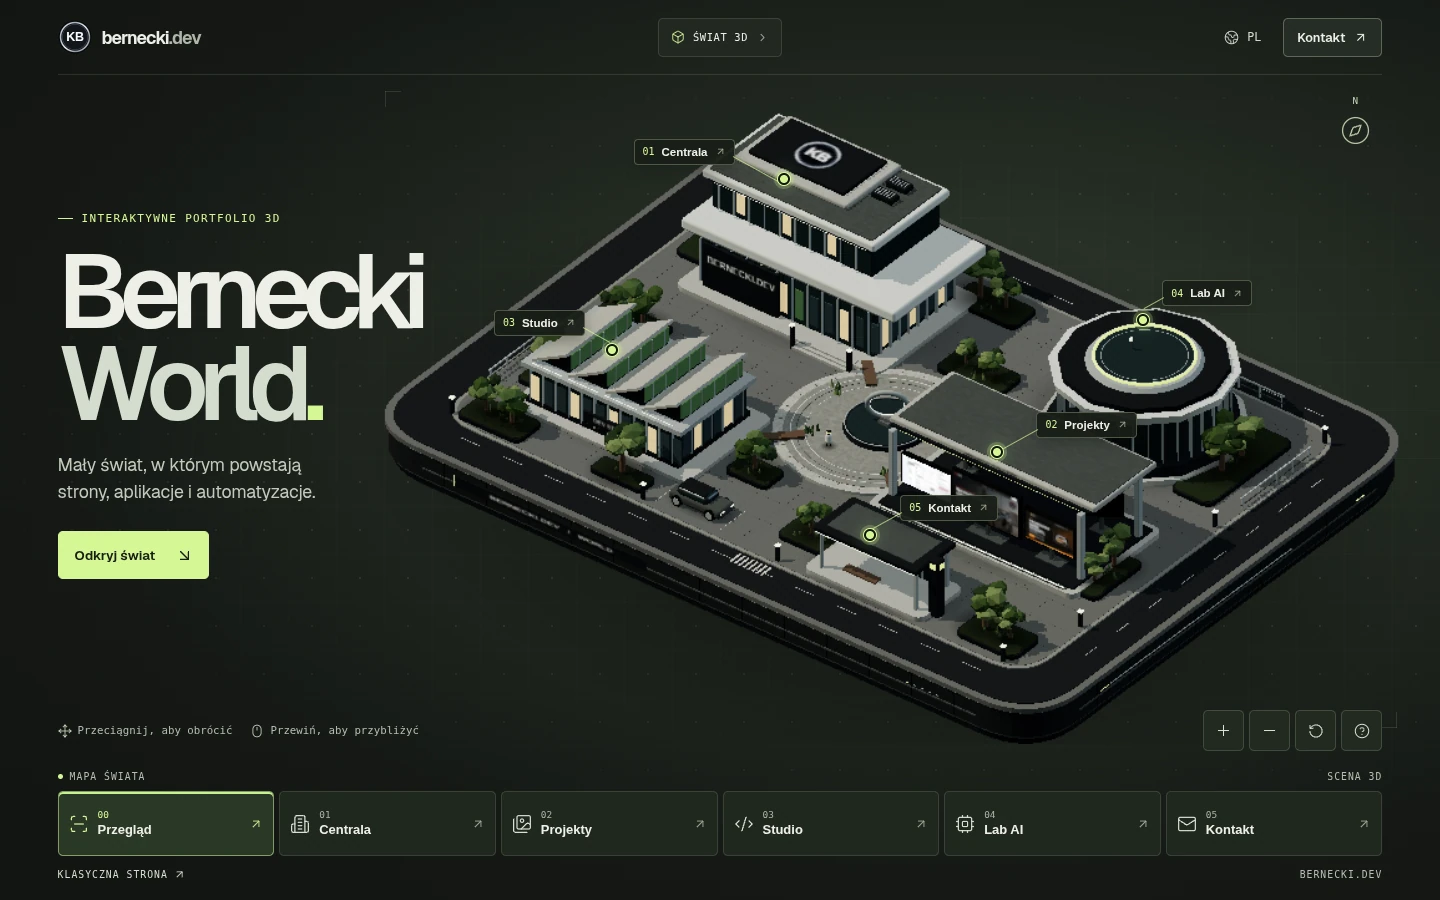 KB bernecki.dev
ŚWIAT 3D
PL
Kontakt
N
KB
01 Centrala
INTERAKTYWNE PORTFOLIO 3D
Bernecki
World.
BERNECKI.DEV
04 Lab AI
03 Studio
02 Projekty
05 Kontakt
BERNECKI.DEV / WORLD
Mały świat, w którym powstają
strony, aplikacje i automatyzacje.
Odkryj świat
Przeciągnij, aby obrócić
Przewiń, aby przybliżyć
MAPA ŚWIATA
SCENA 3D
00
Przegląd
01
Centrala
02
Projekty
03
Studio
04
Lab AI
05
Kontakt
KLASYCZNA STRONA
BERNECKI.DEV